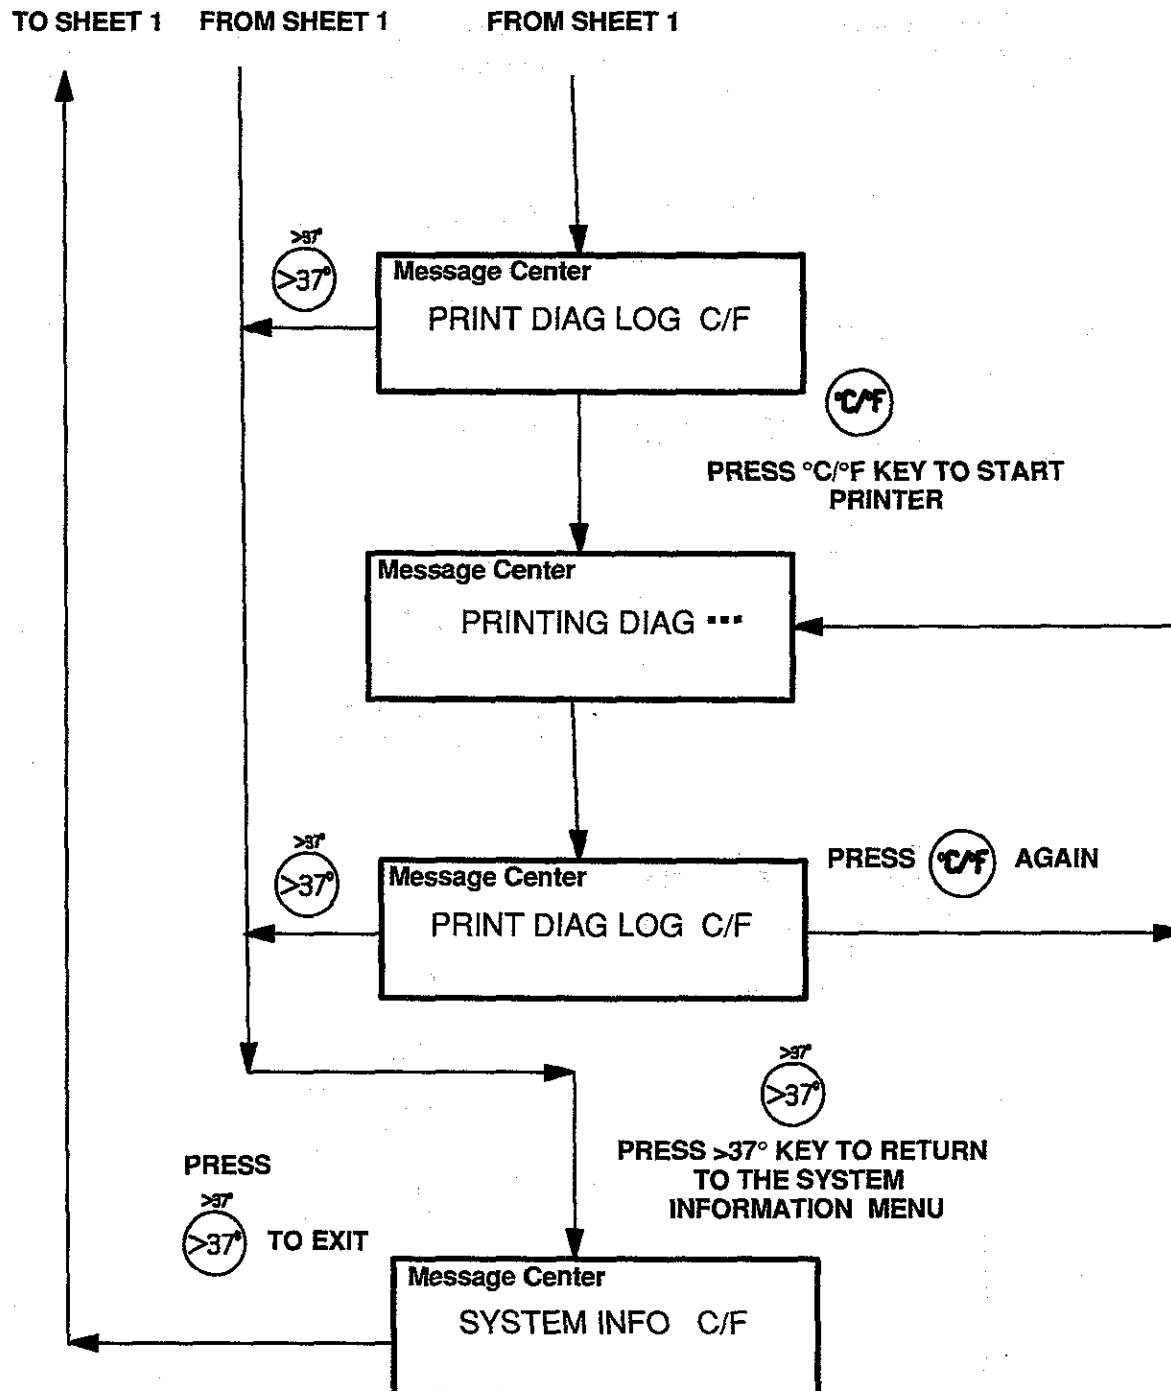 TO SHEET 1 FROM SHEET 1 FROM SHEET 1
>37°
>37°
Message Center
PRINT DIAG LOG C/F
°C/°F
PRESS °C/°F KEY TO START
PRINTER
Message Center
PRINTING DIAG ...
>37°
>37°
Message Center
PRINT DIAG LOG C/F
PRESS °C/°F AGAIN
>37°
>37°
PRESS >37° KEY TO RETURN
TO THE SYSTEM
INFORMATION MENU
PRESS
>37°
>37° TO EXIT
Message Center
SYSTEM INFO C/F